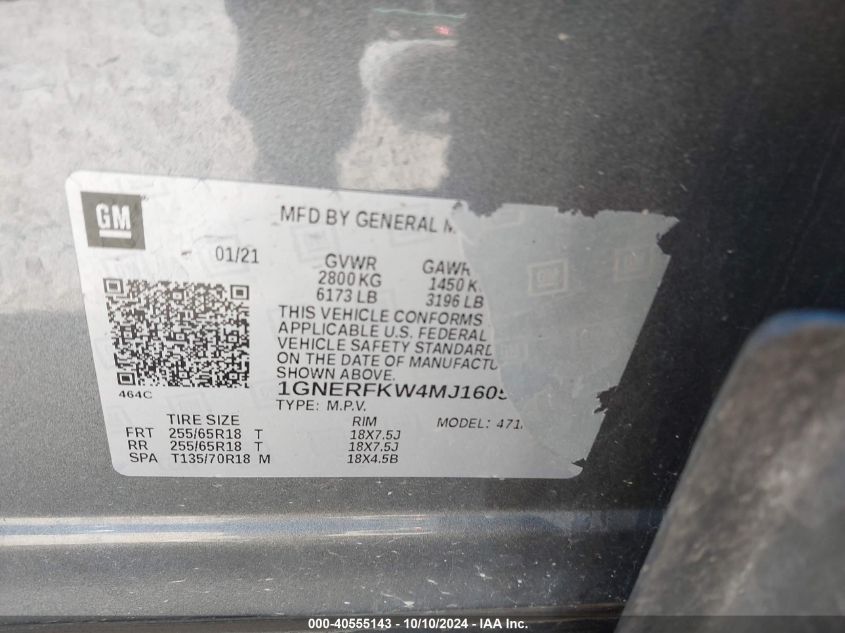 GM
MFD BY GENERAL
01/21
GVWR GAWR
2800 KG 1450
6173 LB 3196 LB
THIS VEHICLE CONFORMS
APPLICABLE U.S. FEDERAL
VEHICLE SAFETY STANDARD
ON THE DATE OF MANUFACTU
SHOWN ABOVE.
1GNERFKW4MJ1605
464C
TYPE: M.P.V.
TIRE SIZE RIM MODEL: 471
FRT 255/65R18 T 18X7.5J
RR 255/65R18 T 18X7.5J
SPA T135/70R18 M 18X4.5B
000-40555143 - 10/10/2024 - IAA Inc.